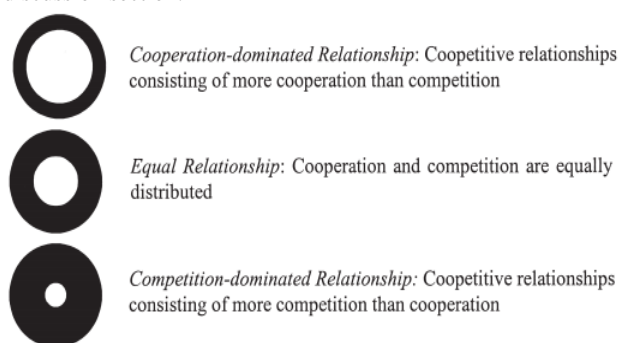 Cooperation-dominated Relationship: Coopetitive relationships
consisting of more cooperation than competition
Equal Relationship: Cooperation and competition are equally
distributed
Competition-dominated Relationship: Coopetitive relationships
consisting of more competition than cooperation